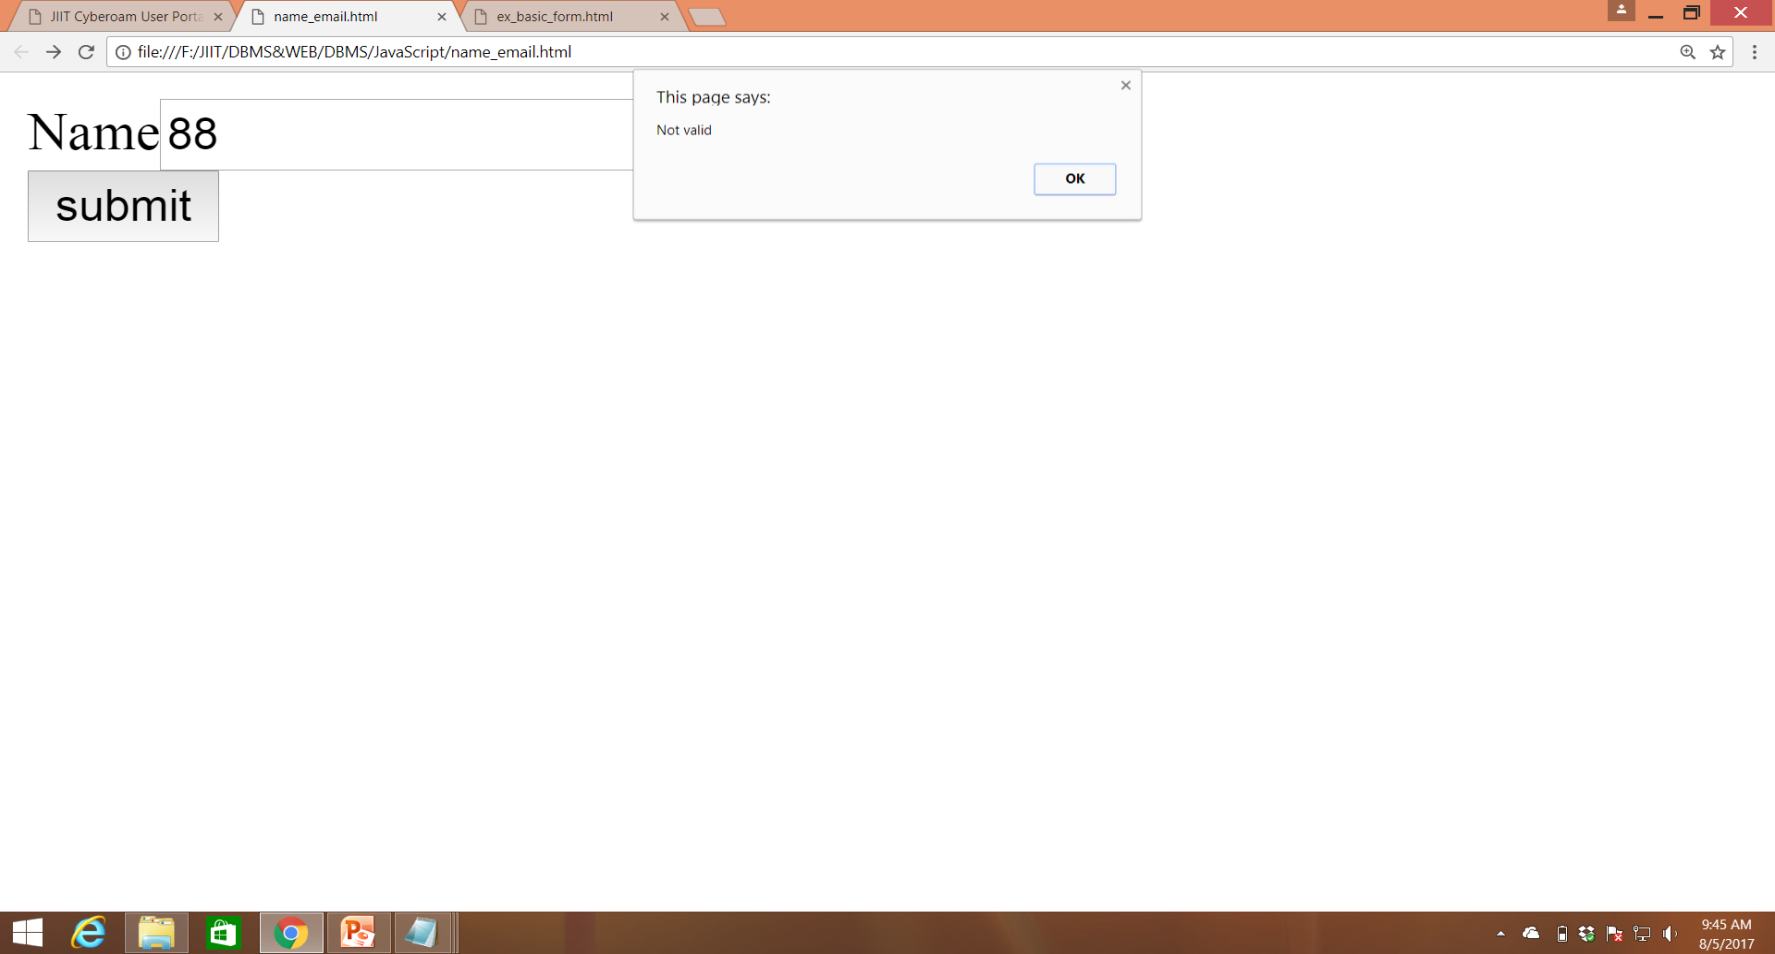 JIIT Cyberoam User Porta
name_email.html
ex_basic_form.html
file:///F:/JIIT/DBMS&WEB/DBMS/JavaScript/name_email.html
This page says:
Not valid
OK
Name 88
submit
9:45 AM
8/5/2017